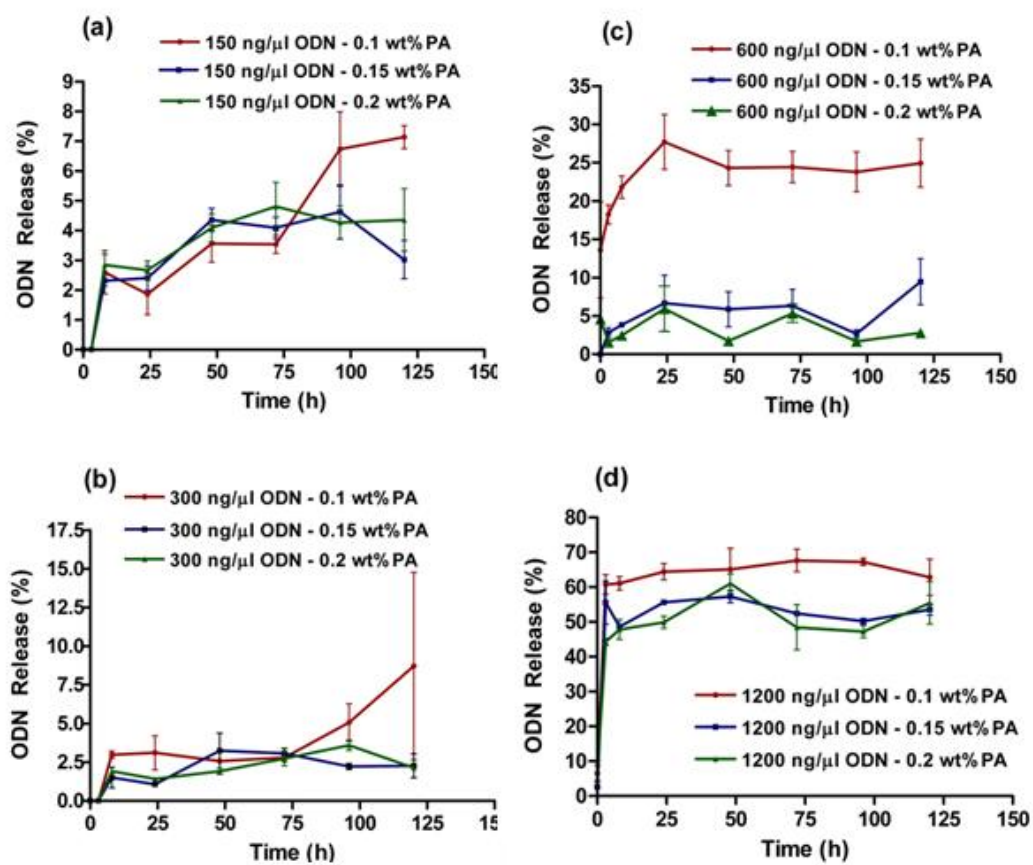 (a)
150 ng/µl ODN - 0.1 wt%PA
150 ng/µl ODN - 0.15 wt%PA
150 ng/µl ODN - 0.2 wt%PA
ODN Release (%)
9
8
7
6
5
4
3
2
1
0
0 25 50 75 100 125 150
Time (h)
(c)
600 ng/µl ODN - 0.1 wt%PA
600 ng/µl ODN - 0.15 wt%PA
600 ng/µl ODN - 0.2 wt%PA
ODN Release (%)
35
30
25
20
15
10
5
0
0 25 50 75 100 125 150
Time (h)
(b)
300 ng/µl ODN - 0.1 wt%PA
300 ng/µl ODN - 0.15 wt%PA
300 ng/µl ODN - 0.2 wt%PA
ODN Release (%)
17.5
15.0
12.5
10.0
7.5
5.0
2.5
0.0
0 25 50 75 100 125 15
Time (h)
(d)
ODN Release (%)
80
70
60
50
40
30
20
10
0
1200 ng/µl ODN - 0.1 wt%PA
1200 ng/µl ODN - 0.15 wt%PA
1200 ng/µl ODN - 0.2 wt%PA
0 25 50 75 100 125 150
Time (h)